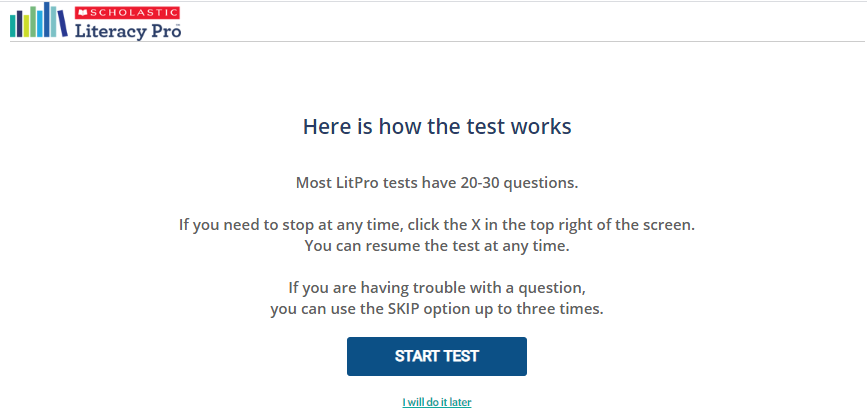 SCHOLASTIC
Literacy Pro
Here is how the test works
Most LitPro tests have 20-30 questions.
If you need to stop at any time, click the X in the top right of the screen.
You can resume the test at any time.
If you are having trouble with a question,
you can use the SKIP option up to three times.
START TEST
I will do it later